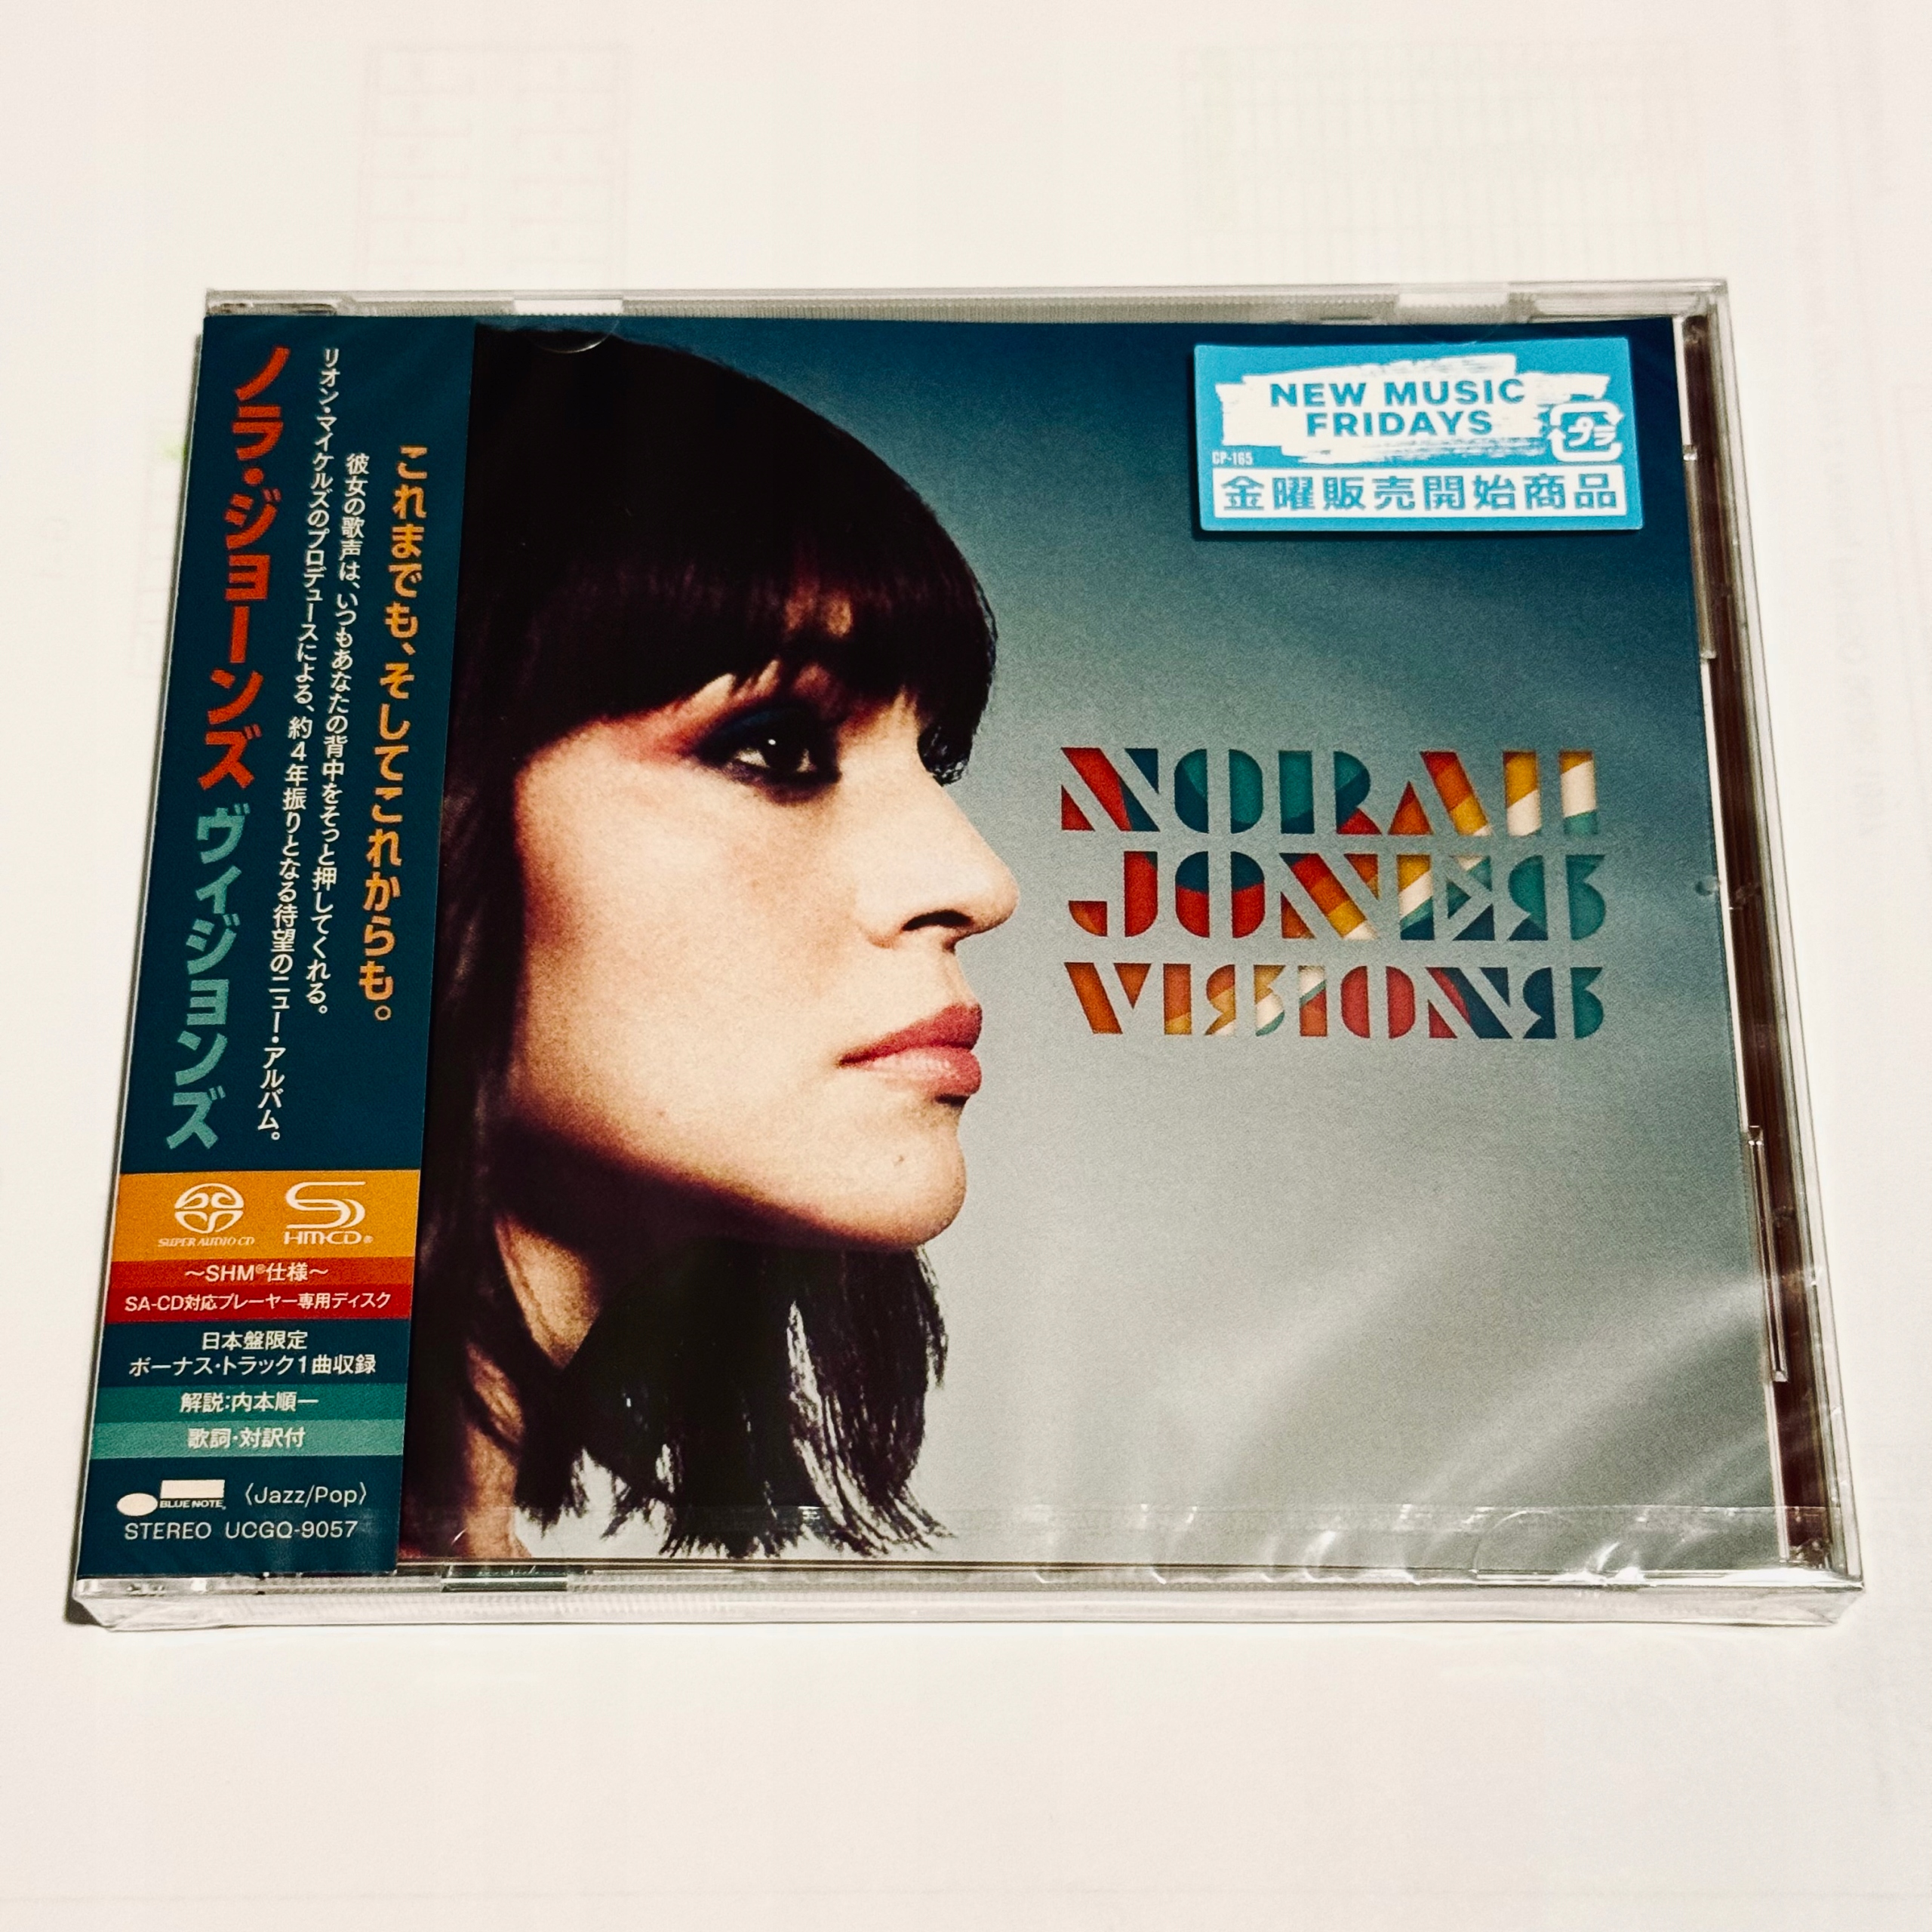 これまでも、そしてこれからも。
彼女の歌声は、いつもあなたの背中をそっと押してくれる。
リオン・マイケルズのプロデュースによる、約4年振りとなる待望のニュー・アルバム。
ノラ・ジョーンズ ヴィジョンズ
SUPER AUDIO CD
SHM-CD®
～SHM®仕様～
SA-CD対応プレーヤー専用ディスク
日本盤限定
ボーナス・トラック1曲収録
解説:内本順一
歌詞・対訳付
BLUE NOTE
〈Jazz/Pop〉
STEREO UCGQ-9057
NEW MUSIC
FRIDAYS
プラ
CP-165
金曜販売開始商品
NORAH
JONES
VISIONS